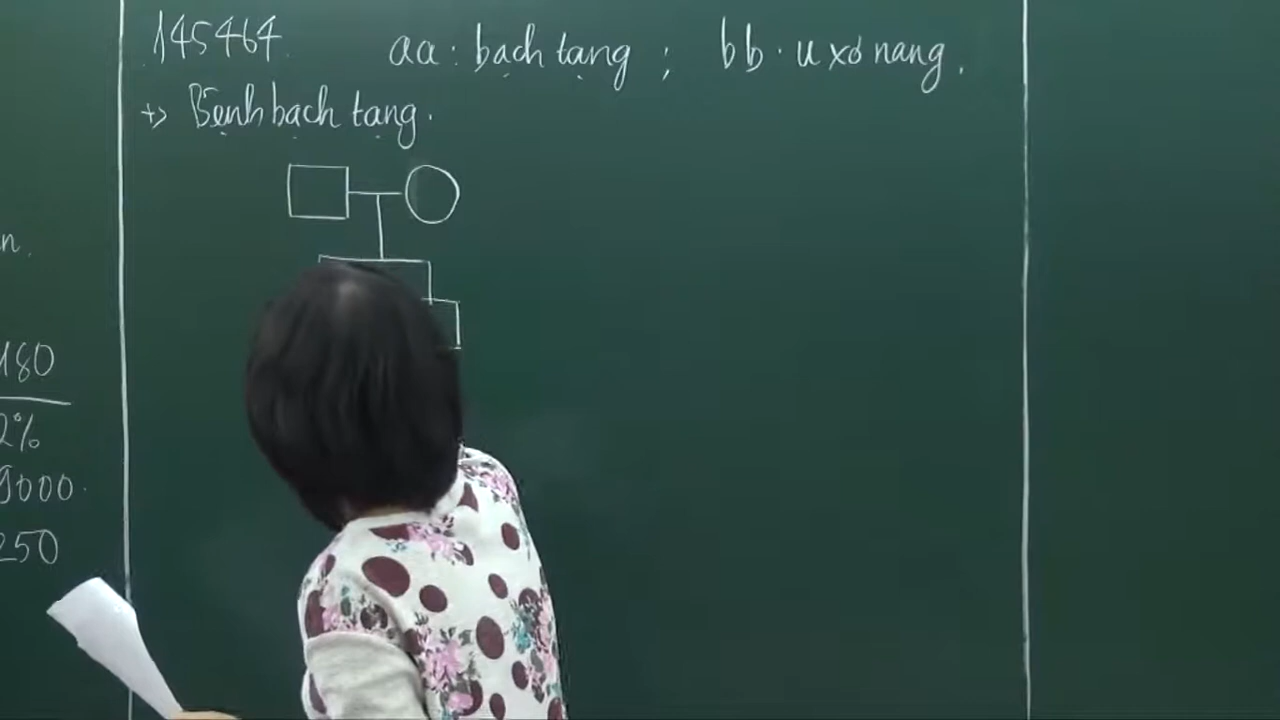 145464
aa : bạch tạng ; bb . u xơ nang.
+> Bệnh bạch tạng.
n.
180
2%
9000.
250